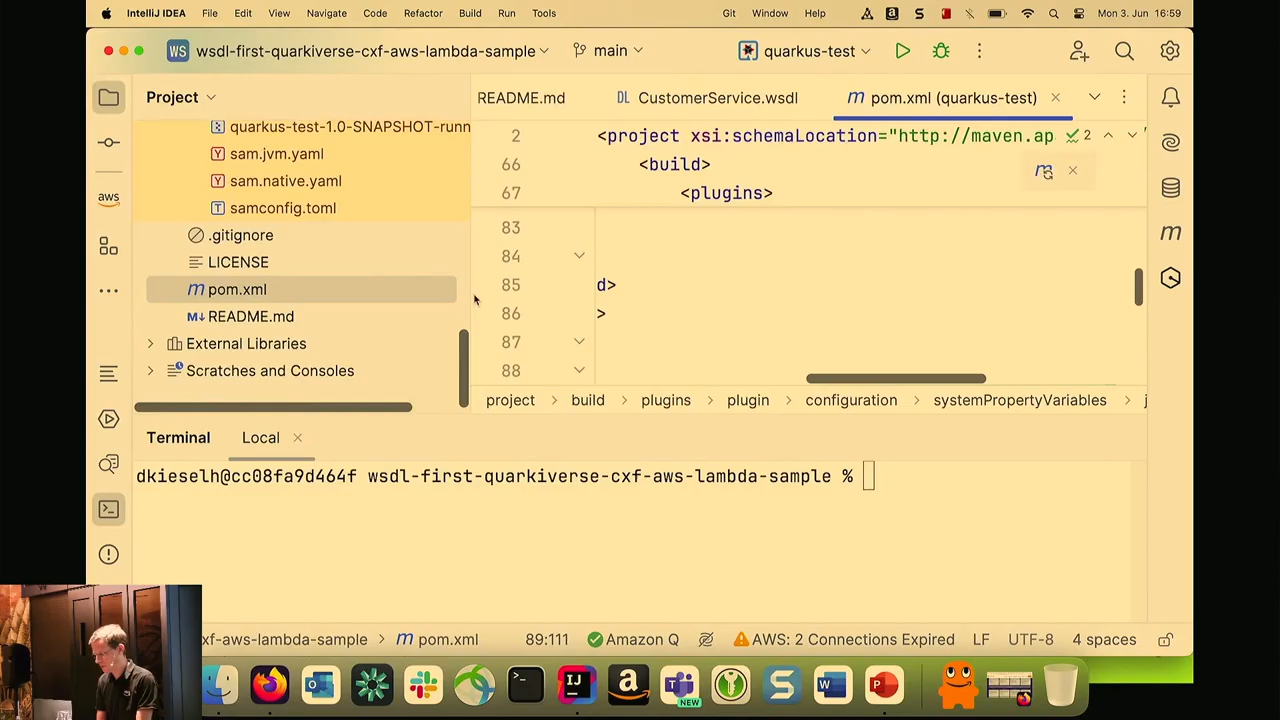 IntelliJ IDEA File Edit View Navigate Code Refactor Build Run Tools Git Window Help Mon 3. Jun 16:59
WS wsdl-first-quarkiverse-cxf-aws-lambda-sample main quarkus-test
Project
README.md DL CustomerService.wsdl m pom.xml (quarkus-test)
quarkus-test-1.0-SNAPSHOT-runn
Y sam.jvm.yaml
Y sam.native.yaml
T samconfig.toml
.gitignore
LICENSE
m pom.xml
M↓ README.md
External Libraries
Scratches and Consoles
aws
2 <project xsi:schemaLocation="http://maven.ap 2
66 <build>
67 <plugins>
83
84
85 d>
86 >
87
88
project build plugins plugin configuration systemPropertyVariables j
Terminal Local
dkieselh@cc08fa9d464f wsdl-first-quarkiverse-cxf-aws-lambda-sample %
xf-aws-lambda-sample m pom.xml 89:111 Amazon Q AWS: 2 Connections Expired LF UTF-8 4 spaces
IJ a NEW S W P